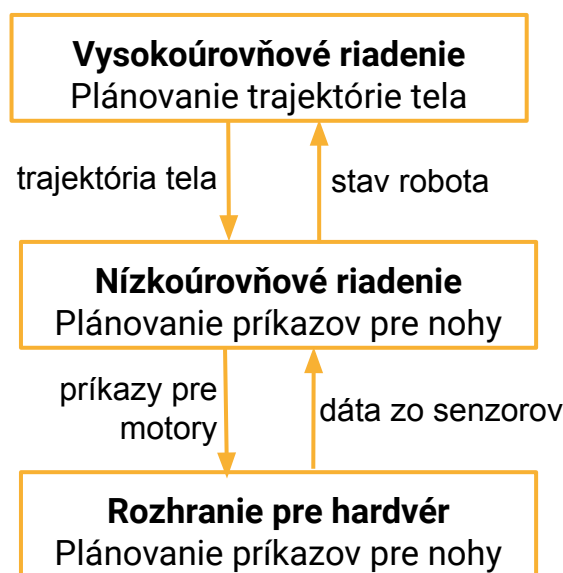 Vysokoúrovňové riadenie
Plánovanie trajektórie tela
trajektória tela
stav robota
Nízkoúrovňové riadenie
Plánovanie príkazov pre nohy
príkazy pre
motory
dáta zo senzorov
Rozhranie pre hardvér
Plánovanie príkazov pre nohy